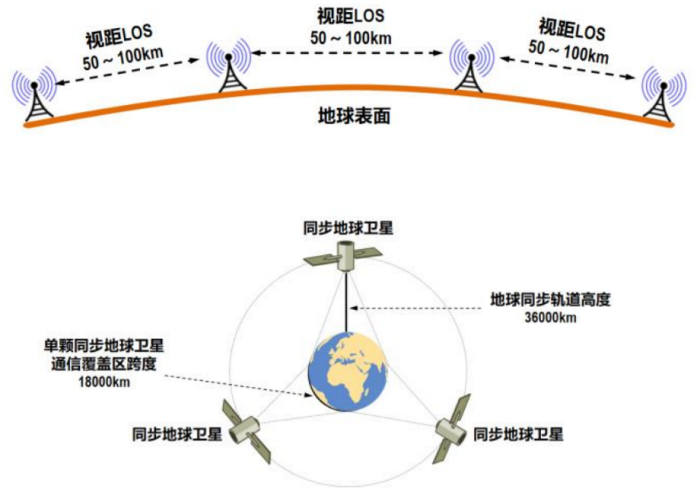 视距LOS
50～100km
视距LOS
50～100km
视距LOS
50～100km
地球表面
同步地球卫星
地球同步轨道高度
36000km
单颗同步地球卫星
通信覆盖区跨度
18000km
同步地球卫星
同步地球卫星